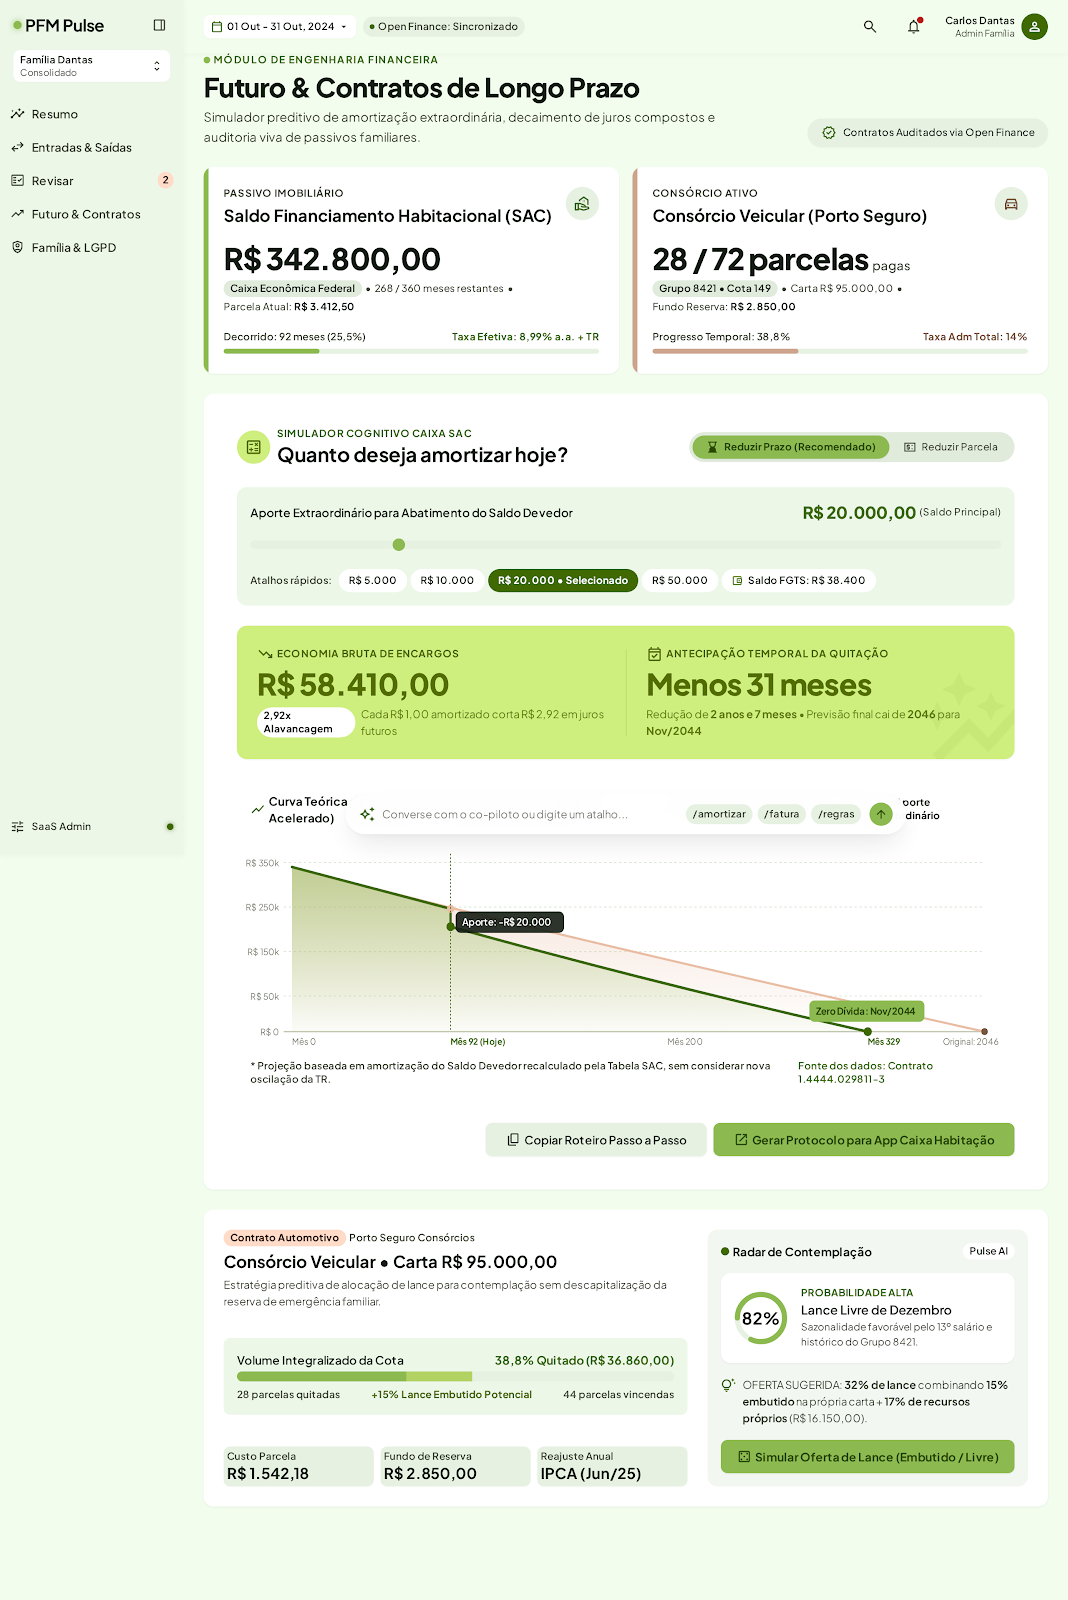 PFM Pulse
Família Dantas
Consolidado
Resumo
Entradas & Saídas
Revisar
2
Futuro & Contratos
Família & LGPD
SaaS Admin
01 Out - 31 Out, 2024
Open Finance: Sincronizado
Carlos Dantas
Admin Família
MÓDULO DE ENGENHARIA FINANCEIRA
Futuro & Contratos de Longo Prazo
Simulador preditivo de amortização extraordinária, decaimento de juros compostos e
auditoria viva de passivos familiares.
Contratos Auditados via Open Finance
PASSIVO IMOBILIÁRIO
Saldo Financiamento Habitacional (SAC)
R$ 342.800,00
Caixa Econômica Federal • 268 / 360 meses restantes •
Parcela Atual: R$ 3.412,50
Decorrido: 92 meses (25,5%)
Taxa Efetiva: 8,99% a.a. + TR
CONSÓRCIO ATIVO
Consórcio Veicular (Porto Seguro)
28 / 72 parcelas pagas
Grupo 8421 • Cota 149 • Carta R$ 95.000,00 •
Fundo Reserva: R$ 2.850,00
Progresso Temporal: 38,8%
Taxa Adm Total: 14%
SIMULADOR COGNITIVO CAIXA SAC
Quanto deseja amortizar hoje?
Reduzir Prazo (Recomendado)
Reduzir Parcela
Aporte Extraordinário para Abatimento do Saldo Devedor
R$ 20.000,00 (Saldo Principal)
Atalhos rápidos:
R$ 5.000
R$ 10.000
R$ 20.000 • Selecionado
R$ 50.000
Saldo FGTS: R$ 38.400
ECONOMIA BRUTA DE ENCARGOS
R$ 58.410,00
2,92x
Alavancagem
Cada R$ 1,00 amortizado corta R$ 2,92 em juros
futuros
ANTECIPAÇÃO TEMPORAL DA QUITAÇÃO
Menos 31 meses
Redução de 2 anos e 7 meses • Previsão final cai de 2046 para
Nov/2044
Curva Teórica
Acelerado)
Converse com o co-piloto ou digite um atalho...
/amortizar
/fatura
/regras
porte
dinário
R$ 350k
R$ 250k
R$ 150k
R$ 50k
R$ 0
Aporte: -R$ 20.000
Zero Dívida: Nov/2044
Mês 0
Mês 92 (Hoje)
Mês 200
Mês 329
Original: 2046
* Projeção baseada em amortização do Saldo Devedor recalculado pela Tabela SAC, sem considerar nova
oscilação da TR.
Fonte dos dados: Contrato
1.4444.029811-3
Copiar Roteiro Passo a Passo
Gerar Protocolo para App Caixa Habitação
Contrato Automotivo
Porto Seguro Consórcios
Consórcio Veicular • Carta R$ 95.000,00
Estratégia preditiva de alocação de lance para contemplação sem descapitalização da
reserva de emergência familiar.
Volume Integralizado da Cota
38,8% Quitado (R$ 36.860,00)
28 parcelas quitadas
+15% Lance Embutido Potencial
44 parcelas vincendas
Custo Parcela
R$ 1.542,18
Fundo de Reserva
R$ 2.850,00
Reajuste Anual
IPCA (Jun/25)
Radar de Contemplação
Pulse AI
82%
PROBABILIDADE ALTA
Lance Livre de Dezembro
Sazonalidade favorável pelo 13º salário e
histórico do Grupo 8421.
OFERTA SUGERIDA: 32% de lance combinando 15%
embutido na própria carta + 17% de recursos
próprios (R$ 16.150,00).
Simular Oferta de Lance (Embutido / Livre)